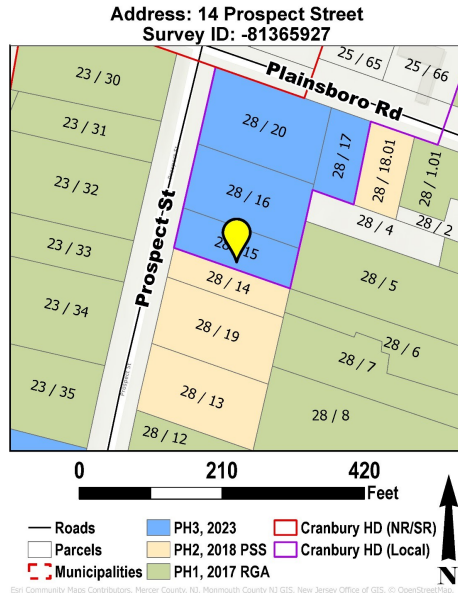 Address: 14 Prospect Street
Survey ID: -81365927
25 / 65
25 / 66
23 / 30
Plainsboro Rd
28 / 20
28 / 17
28 / 18.01
28 / 1.01
23 / 31
23 / 32
28 / 16
28 / 4
28 / 2
Prospect St
23 / 33
28 / 15
28 / 14
28 / 5
23 / 34
28 / 19
28 / 6
28 / 7
23 / 35
28 / 13
28 / 8
28 / 12
0 210 420
Feet
Roads PH3, 2023 Cranbury HD (NR/SR)
Parcels PH2, 2018 PSS Cranbury HD (Local)
Municipalities PH1, 2017 RGA
N
Esri Community Maps Contributors, Mercer County, NJ, Monmouth County NJ GIS, New Jersey Office of GIS, © OpenStreetMap,